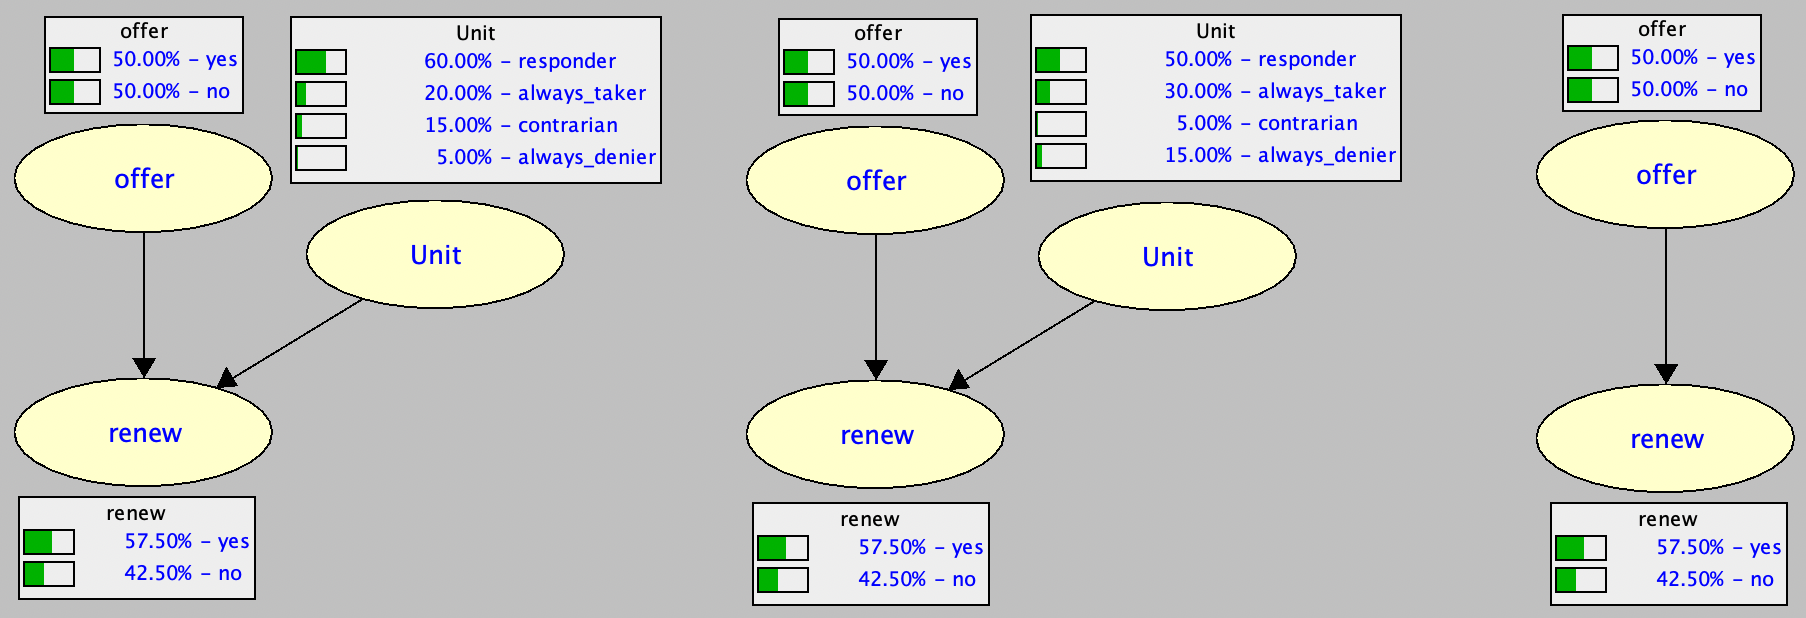 offer
50.00% - yes
50.00% - no
Unit
60.00% - responder
20.00% - always_taker
15.00% - contrarian
5.00% - always_denier
offer
Unit
renew
renew
57.50% - yes
42.50% - no
offer
50.00% - yes
50.00% - no
Unit
50.00% - responder
30.00% - always_taker
5.00% - contrarian
15.00% - always_denier
offer
Unit
renew
renew
57.50% - yes
42.50% - no
offer
50.00% - yes
50.00% - no
offer
renew
renew
57.50% - yes
42.50% - no